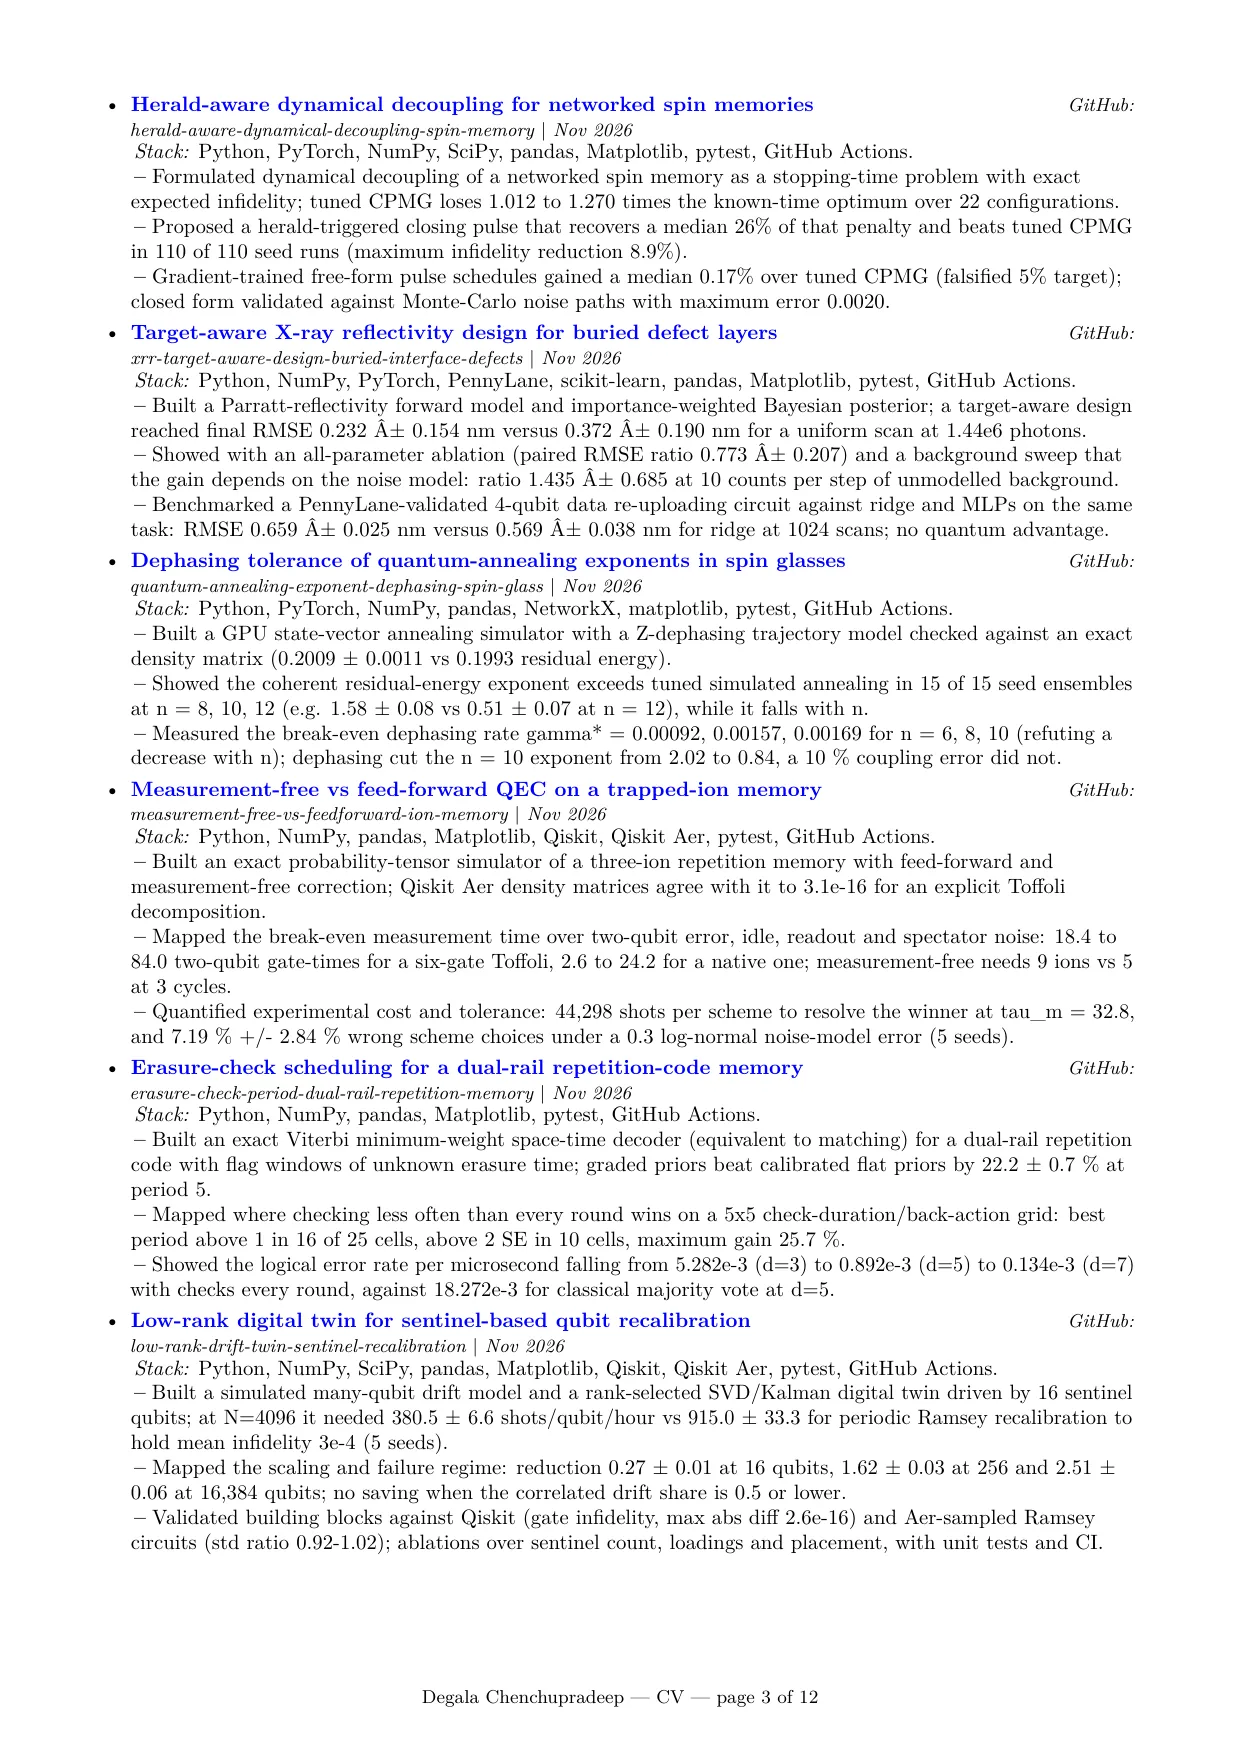 • Herald-aware dynamical decoupling for networked spin memories GitHub:
herald-aware-dynamical-decoupling-spin-memory | Nov 2026
Stack: Python, PyTorch, NumPy, SciPy, pandas, Matplotlib, pytest, GitHub Actions.
– Formulated dynamical decoupling of a networked spin memory as a stopping-time problem with exact
expected infidelity; tuned CPMG loses 1.012 to 1.270 times the known-time optimum over 22 configurations.
– Proposed a herald-triggered closing pulse that recovers a median 26% of that penalty and beats tuned CPMG
in 110 of 110 seed runs (maximum infidelity reduction 8.9%).
– Gradient-trained free-form pulse schedules gained a median 0.17% over tuned CPMG (falsified 5% target);
closed form validated against Monte-Carlo noise paths with maximum error 0.0020.
• Target-aware X-ray reflectivity design for buried defect layers GitHub:
xrr-target-aware-design-buried-interface-defects | Nov 2026
Stack: Python, NumPy, PyTorch, PennyLane, scikit-learn, pandas, Matplotlib, pytest, GitHub Actions.
– Built a Parratt-reflectivity forward model and importance-weighted Bayesian posterior; a target-aware design
reached final RMSE 0.232 Â± 0.154 nm versus 0.372 Â± 0.190 nm for a uniform scan at 1.44e6 photons.
– Showed with an all-parameter ablation (paired RMSE ratio 0.773 Â± 0.207) and a background sweep that
the gain depends on the noise model: ratio 1.435 Â± 0.685 at 10 counts per step of unmodelled background.
– Benchmarked a PennyLane-validated 4-qubit data re-uploading circuit against ridge and MLPs on the same
task: RMSE 0.659 Â± 0.025 nm versus 0.569 Â± 0.038 nm for ridge at 1024 scans; no quantum advantage.
• Dephasing tolerance of quantum-annealing exponents in spin glasses GitHub:
quantum-annealing-exponent-dephasing-spin-glass | Nov 2026
Stack: Python, PyTorch, NumPy, pandas, NetworkX, matplotlib, pytest, GitHub Actions.
– Built a GPU state-vector annealing simulator with a Z-dephasing trajectory model checked against an exact
density matrix (0.2009 ± 0.0011 vs 0.1993 residual energy).
– Showed the coherent residual-energy exponent exceeds tuned simulated annealing in 15 of 15 seed ensembles
at n = 8, 10, 12 (e.g. 1.58 ± 0.08 vs 0.51 ± 0.07 at n = 12), while it falls with n.
– Measured the break-even dephasing rate gamma* = 0.00092, 0.00157, 0.00169 for n = 6, 8, 10 (refuting a
decrease with n); dephasing cut the n = 10 exponent from 2.02 to 0.84, a 10 % coupling error did not.
• Measurement-free vs feed-forward QEC on a trapped-ion memory GitHub:
measurement-free-vs-feedforward-ion-memory | Nov 2026
Stack: Python, NumPy, pandas, Matplotlib, Qiskit, Qiskit Aer, pytest, GitHub Actions.
– Built an exact probability-tensor simulator of a three-ion repetition memory with feed-forward and
measurement-free correction; Qiskit Aer density matrices agree with it to 3.1e-16 for an explicit Toffoli
decomposition.
– Mapped the break-even measurement time over two-qubit error, idle, readout and spectator noise: 18.4 to
84.0 two-qubit gate-times for a six-gate Toffoli, 2.6 to 24.2 for a native one; measurement-free needs 9 ions vs 5
at 3 cycles.
– Quantified experimental cost and tolerance: 44,298 shots per scheme to resolve the winner at tau_m = 32.8,
and 7.19 % +/- 2.84 % wrong scheme choices under a 0.3 log-normal noise-model error (5 seeds).
• Erasure-check scheduling for a dual-rail repetition-code memory GitHub:
erasure-check-period-dual-rail-repetition-memory | Nov 2026
Stack: Python, NumPy, pandas, Matplotlib, pytest, GitHub Actions.
– Built an exact Viterbi minimum-weight space-time decoder (equivalent to matching) for a dual-rail repetition
code with flag windows of unknown erasure time; graded priors beat calibrated flat priors by 22.2 ± 0.7 % at
period 5.
– Mapped where checking less often than every round wins on a 5x5 check-duration/back-action grid: best
period above 1 in 16 of 25 cells, above 2 SE in 10 cells, maximum gain 25.7 %.
– Showed the logical error rate per microsecond falling from 5.282e-3 (d=3) to 0.892e-3 (d=5) to 0.134e-3 (d=7)
with checks every round, against 18.272e-3 for classical majority vote at d=5.
• Low-rank digital twin for sentinel-based qubit recalibration GitHub:
low-rank-drift-twin-sentinel-recalibration | Nov 2026
Stack: Python, NumPy, SciPy, pandas, Matplotlib, Qiskit, Qiskit Aer, pytest, GitHub Actions.
– Built a simulated many-qubit drift model and a rank-selected SVD/Kalman digital twin driven by 16 sentinel
qubits; at N=4096 it needed 380.5 ± 6.6 shots/qubit/hour vs 915.0 ± 33.3 for periodic Ramsey recalibration to
hold mean infidelity 3e-4 (5 seeds).
– Mapped the scaling and failure regime: reduction 0.27 ± 0.01 at 16 qubits, 1.62 ± 0.03 at 256 and 2.51 ±
0.06 at 16,384 qubits; no saving when the correlated drift share is 0.5 or lower.
– Validated building blocks against Qiskit (gate infidelity, max abs diff 2.6e-16) and Aer-sampled Ramsey
circuits (std ratio 0.92-1.02); ablations over sentinel count, loadings and placement, with unit tests and CI.
Degala Chenchupradeep — CV — page 3 of 12